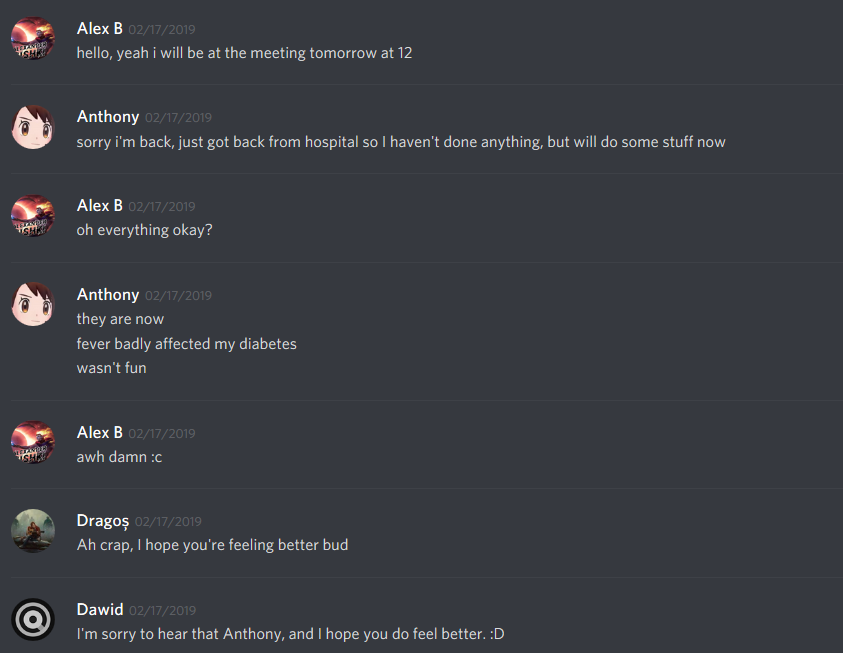 Alex B 02/17/2019
hello, yeah i will be at the meeting tomorrow at 12
Anthony 02/17/2019
sorry i'm back, just got back from hospital so I haven't done anything, but will do some stuff now
Alex B 02/17/2019
oh everything okay?
Anthony 02/17/2019
they are now
fever badly affected my diabetes
wasn't fun
Alex B 02/17/2019
awh damn :c
Dragoș 02/17/2019
Ah crap, I hope you're feeling better bud
Dawid 02/17/2019
I'm sorry to hear that Anthony, and I hope you do feel better. :D